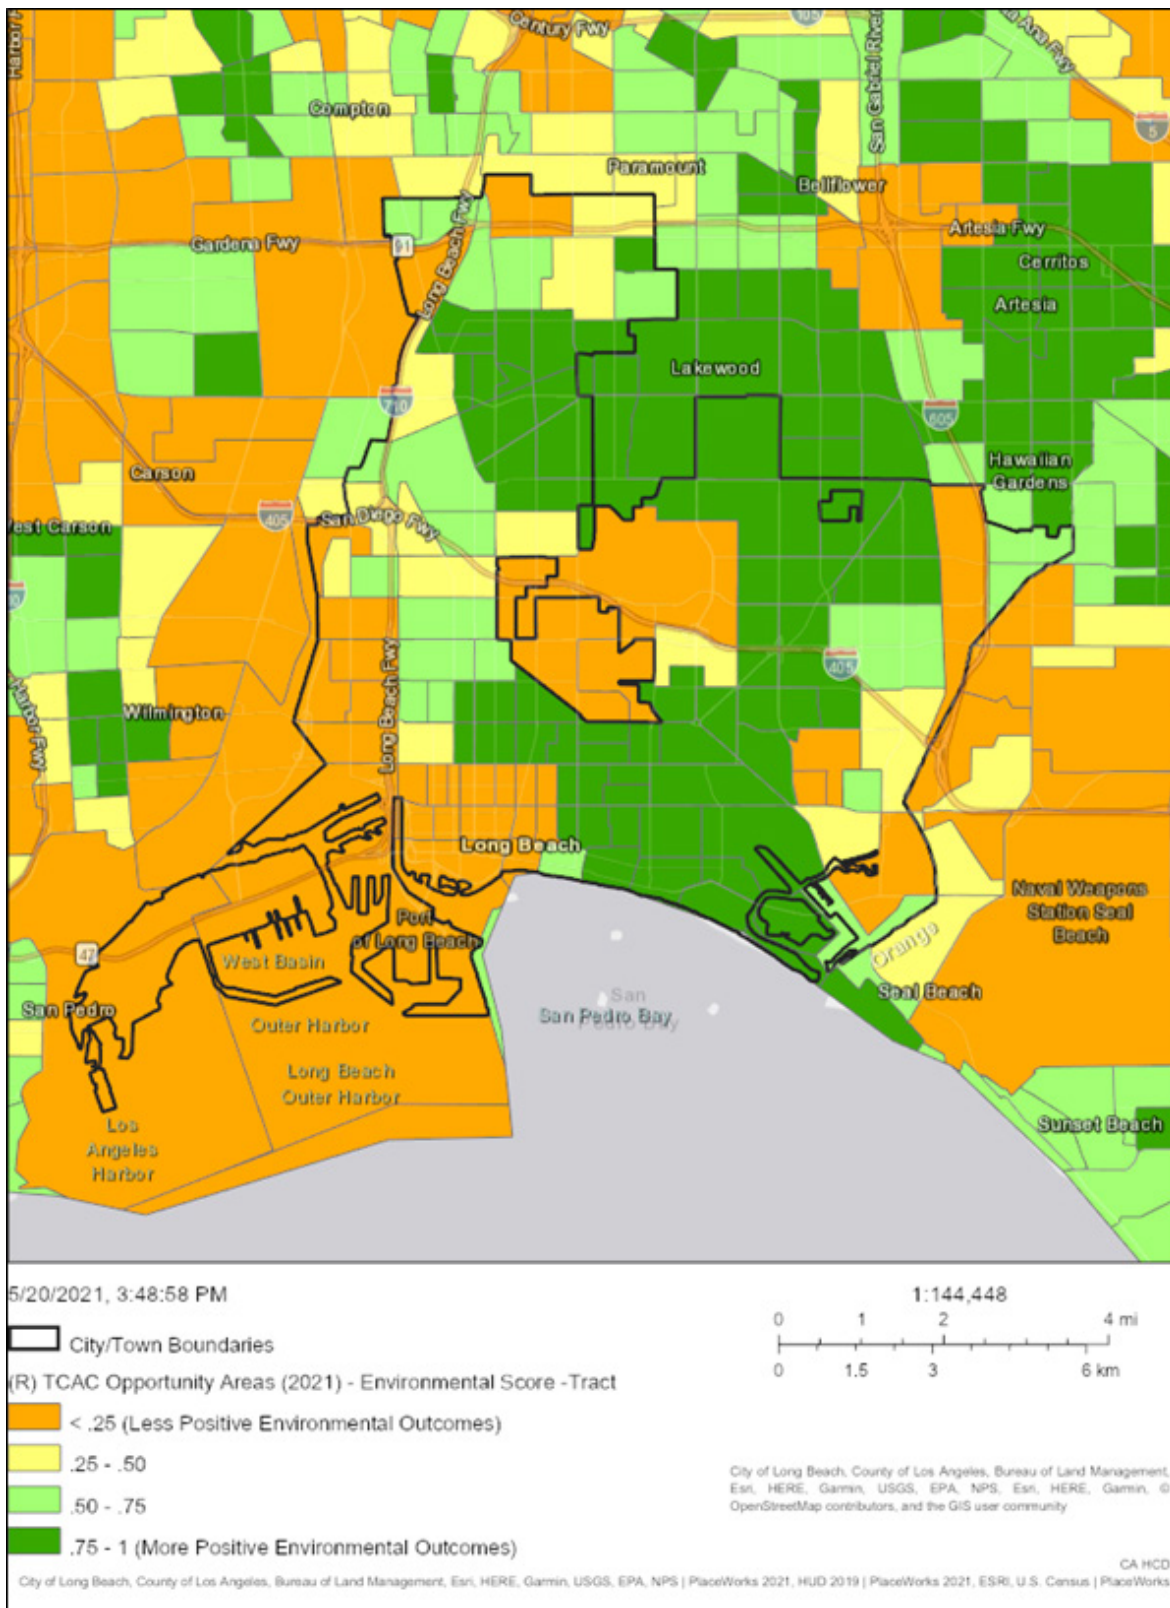 Century Fwy
105
Santa Ana Fwy
Harbor F
San Gabriel River
Compton
5
Paramount
Bellflower
Gardena Fwy
91
Long Beach Fwy
Artesia Fwy
Cerritos
Artesia
Lakewood
710
605
Carson
Hawaiian
Gardens
405
San Diego Fwy
West Carson
405
Long Beach Fwy
Wilmington
Harbor Fwy
Long Beach
Naval Weapons
Station Seal
Beach
Port
of Long Beach
47
West Basin
Orange
San Pedro
Seal Beach
San
Pedro Bay
San Pedro Bay
Outer Harbor
Long Beach
Outer Harbor
Los
Angeles
Harbor
Sunset Beach
5/20/2021, 3:48:58 PM
1:144,448
0 1 2 4 mi
0 1.5 3 6 km
City/Town Boundaries
(R) TCAC Opportunity Areas (2021) - Environmental Score -Tract
< .25 (Less Positive Environmental Outcomes)
.25 - .50
.50 - .75
.75 - 1 (More Positive Environmental Outcomes)
City of Long Beach, County of Los Angeles, Bureau of Land Management,
Esri, HERE, Garmin, USGS, EPA, NPS, Esri, HERE, Garmin, ©
OpenStreetMap contributors, and the GIS user community
CA HCD
City of Long Beach, County of Los Angeles, Bureau of Land Management, Esri, HERE, Garmin, USGS, EPA, NPS | PlaceWorks 2021, HUD 2019 | PlaceWorks 2021, ESRI, U.S. Census | PlaceWorks